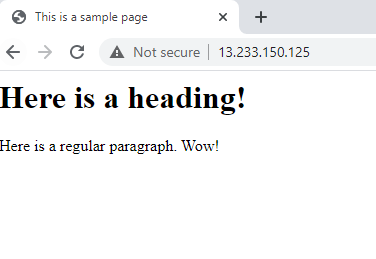 This is a sample page
Not secure 13.233.150.125
Here is a heading!
Here is a regular paragraph. Wow!